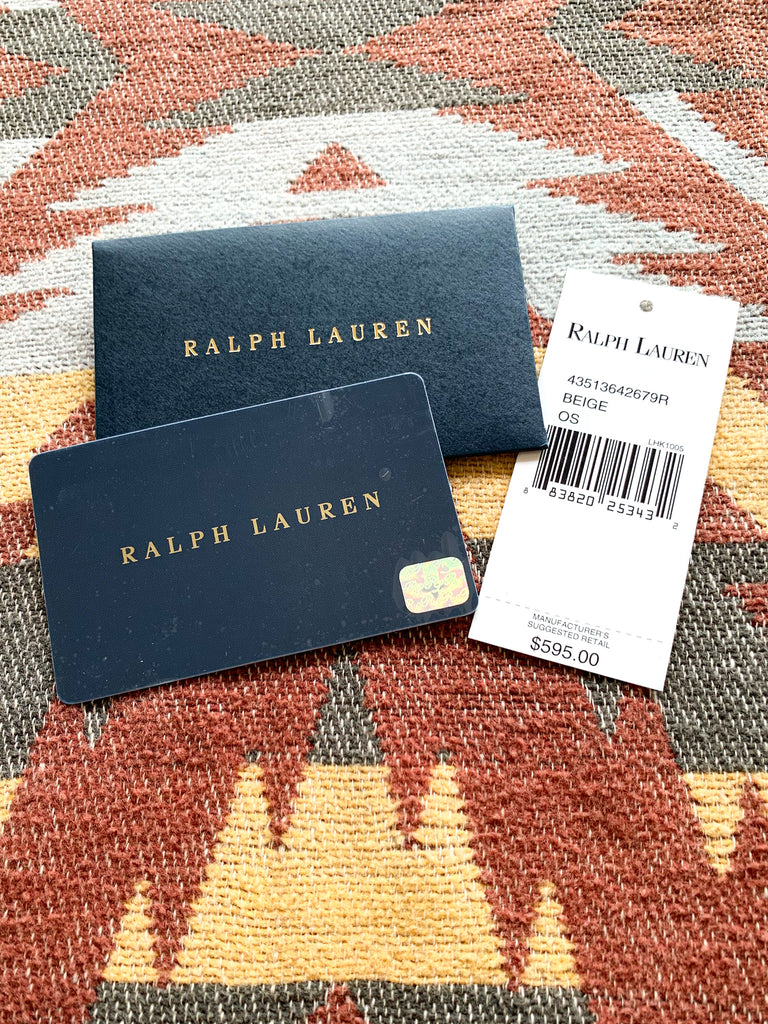 RALPH LAUREN
RALPH LAUREN
RALPH LAUREN
43513642679R
BEIGE
OS
LHK1005
8 83820 25343 2
MANUFACTURER'S
SUGGESTED RETAIL
$595.00